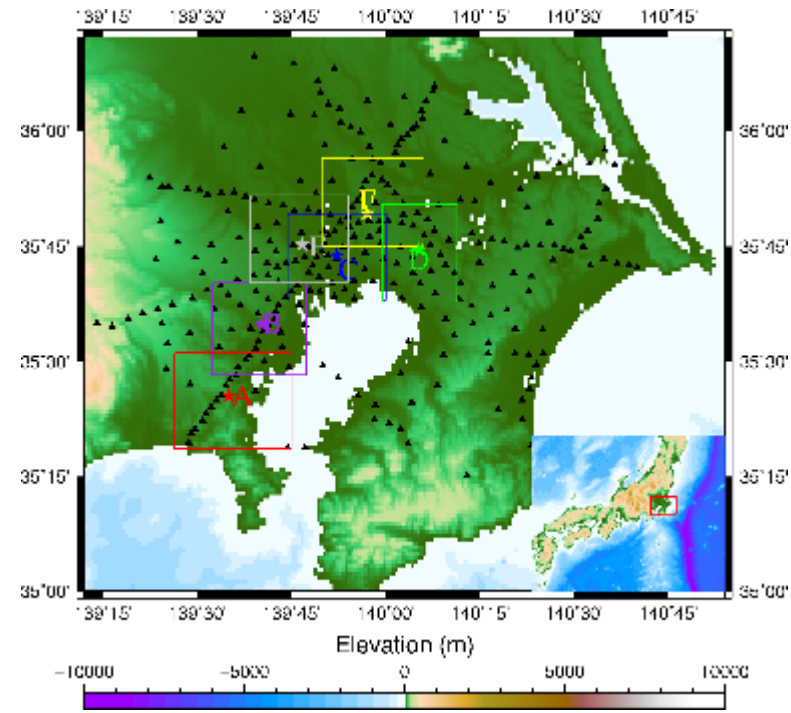 139°15' 139°30' 139°45' 140°00' 140°15' 140°30' 140°45'
36°00' 36°00'
F
35°45' I 35°45'
D
C
B
35°30' 35°30'
A
35°15' 35°15'
35°00' 35°00'
139°15' 139°30' 139°45' 140°00' 140°15' 140°30' 140°45'
Elevation (m)
−10000 −5000 0 5000 10000